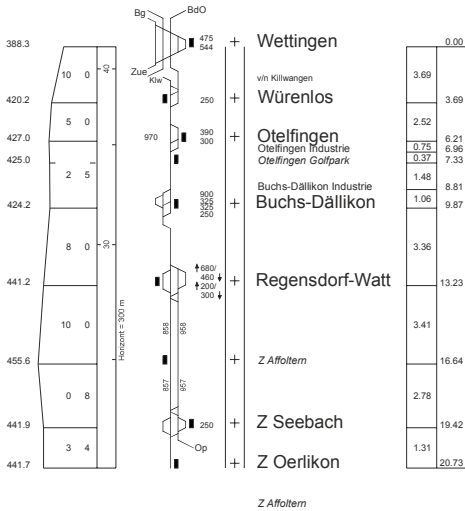 Bg BdO
388.3 475 + Wettingen 0.00
544
Zue
40
Klw
10 0 v/n Killwangen 3.69
420.2 250 + Würenlos 3.69
5 0 2.52
427.0 970 390 + Otelfingen 6.21
300
Otelfingen Industrie 0.75 6.96
425.0 Otelfingen Golfpark 0.37 7.33
2 5 1.48
900 Buchs-Dällikon Industrie 8.81
424.2 325 + Buchs-Dällikon 1.06 9.87
325
250
30
8 0 3.36
680/
460
441.2 200/ + Regensdorf-Watt 13.23
300
Horizont = 300 m
10 0 858 958 3.41
455.6 + Z Affoltern 16.64
0 8 857 957 2.78
441.9 250 + Z Seebach 19.42
3 4 Op 1.31
441.7 + Z Oerlikon 20.73
Z Affoltern